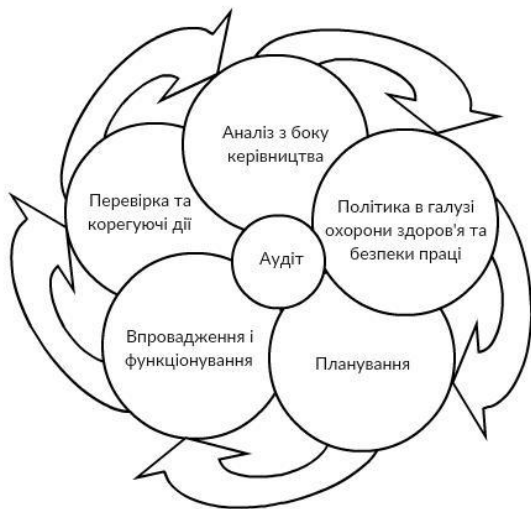 Аналіз з боку
керівництва
Політика в галузі
охорони здоров'я та
безпеки праці
Планування
Впровадження і
функціонування
Перевірка та
корегуючі дії
Аудіт